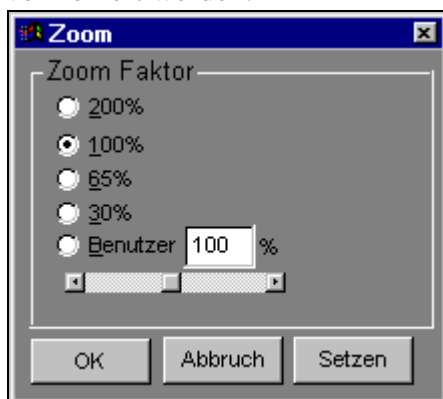 Zoom
Zoom Faktor
200%
100%
65%
30%
Benutzer 100 %
OK Abbruch Setzen